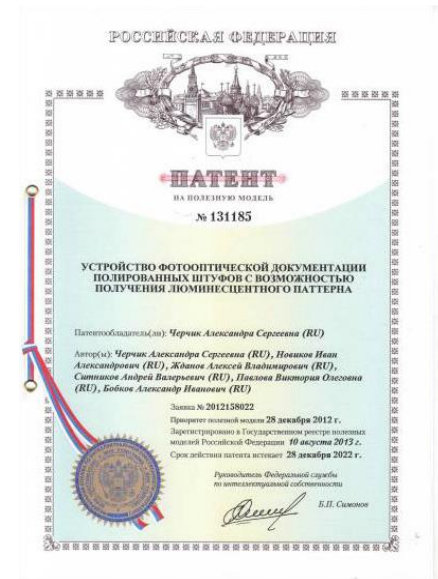 РОССИЙСКАЯ ФЕДЕРАЦИЯ
ПАТЕНТ
НА ПОЛЕЗНУЮ МОДЕЛЬ
№ 131185
УСТРОЙСТВО ФОТООПТИЧЕСКОЙ ДОКУМЕНТАЦИИ
ПОЛИРОВАННЫХ ШТУФОВ С ВОЗМОЖНОСТЬЮ
ПОЛУЧЕНИЯ ЛЮМИНЕСЦЕНТНОГО ПАТТЕРНА
Патентообладатель(ли): Черчик Александра Сергеевна (RU)
Автор(ы): Черчик Александра Сергеевна (RU), Новиков Иван
Александрович (RU), Жданов Алексей Владимирович (RU),
Ситников Андрей Валерьевич (RU), Павлова Виктория Олеговна
(RU), Бобков Александр Иванович (RU)
Заявка № 2012158022
Приоритет полезной модели 28 декабря 2012 г.
Зарегистрировано в Государственном реестре полезных
моделей Российской Федерации 10 августа 2013 г.
Срок действия патента истекает 28 декабря 2022 г.
Руководитель Федеральной службы
по интеллектуальной собственности
Б.П. Симонов